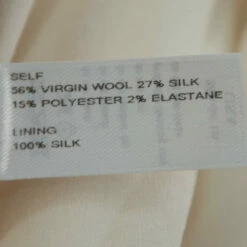 SELF
56% VIRGIN WOOL 27% SILK
15% POLYESTER 2% ELASTANE
LINING
100% SILK